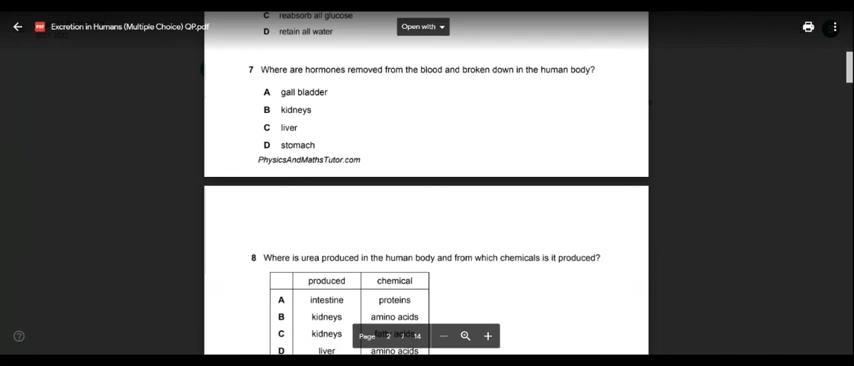 C reabsorb all glucose
Excretion in Humans (Multiple Choice) QP.pdf
Open with
D retain all water
7 Where are hormones removed from the blood and broken down in the human body?
A gall bladder
B kidneys
C liver
D stomach
PhysicsAndMathsTutor.com
8 Where is urea produced in the human body and from which chemicals is it produced?
produced chemical
A intestine proteins
B kidneys amino acids
C kidneys fatty acids
Page 2 / 14
D liver amino acids